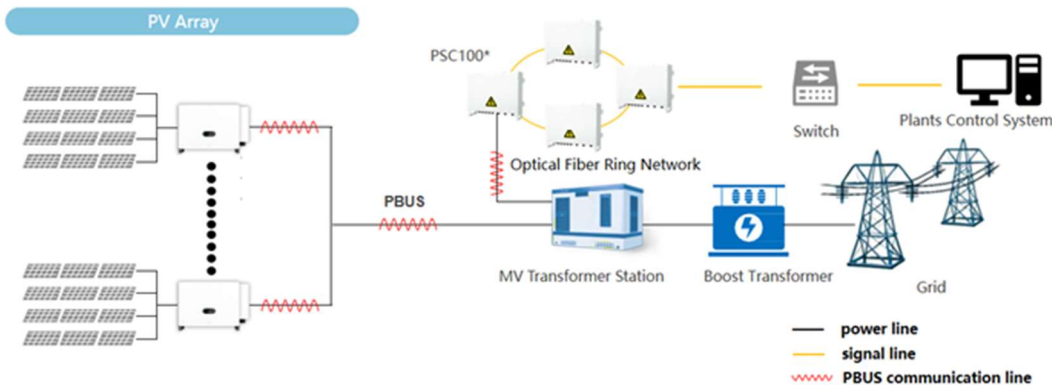 PV Array
PSC100*
Optical Fiber Ring Network
Switch
Plants Control System
PBUS
MV Transformer Station
Boost Transformer
Grid
power line
signal line
PBUS communication line